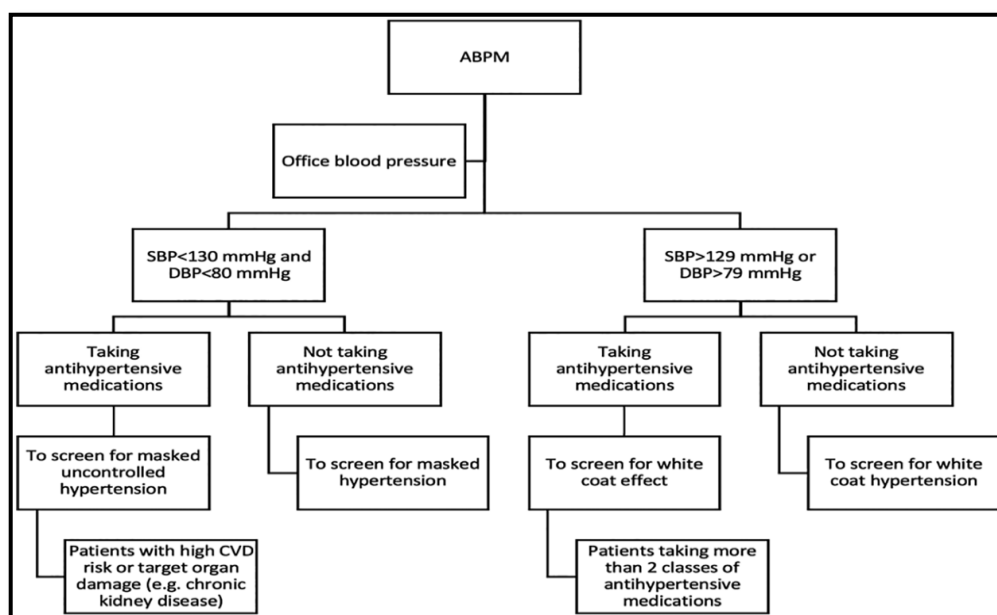 ABPM
Office blood pressure
SBP<130 mmHg and
DBP<80 mmHg
SBP>129 mmHg or
DBP>79 mmHg
Taking
antihypertensive
medications
Not taking
antihypertensive
medications
Taking
antihypertensive
medications
Not taking
antihypertensive
medications
To screen for masked
uncontrolled
hypertension
To screen for masked
hypertension
To screen for white
coat effect
To screen for white
coat hypertension
Patients with high CVD
risk or target organ
damage (e.g. chronic
kidney disease)
Patients taking more
than 2 classes of
antihypertensive
medications